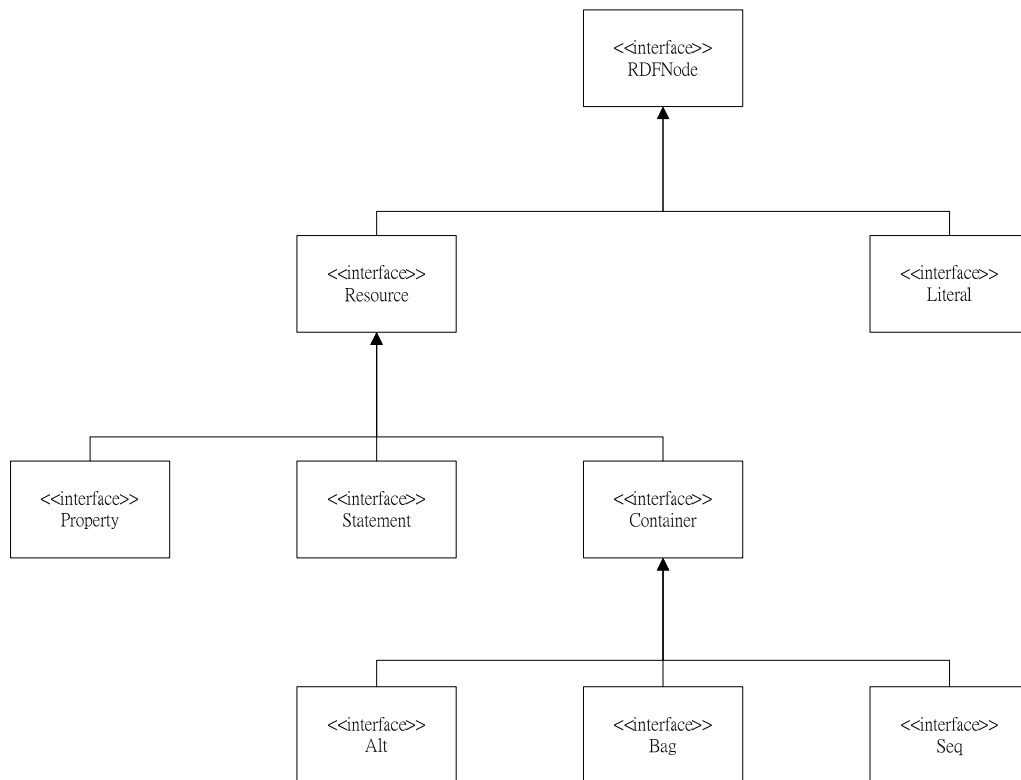 <<interface>>
RDFNode
<<interface>>
Resource
<<interface>>
Literal
<<interface>>
Property
<<interface>>
Statement
<<interface>>
Container
<<interface>>
Alt
<<interface>>
Bag
<<interface>>
Seq